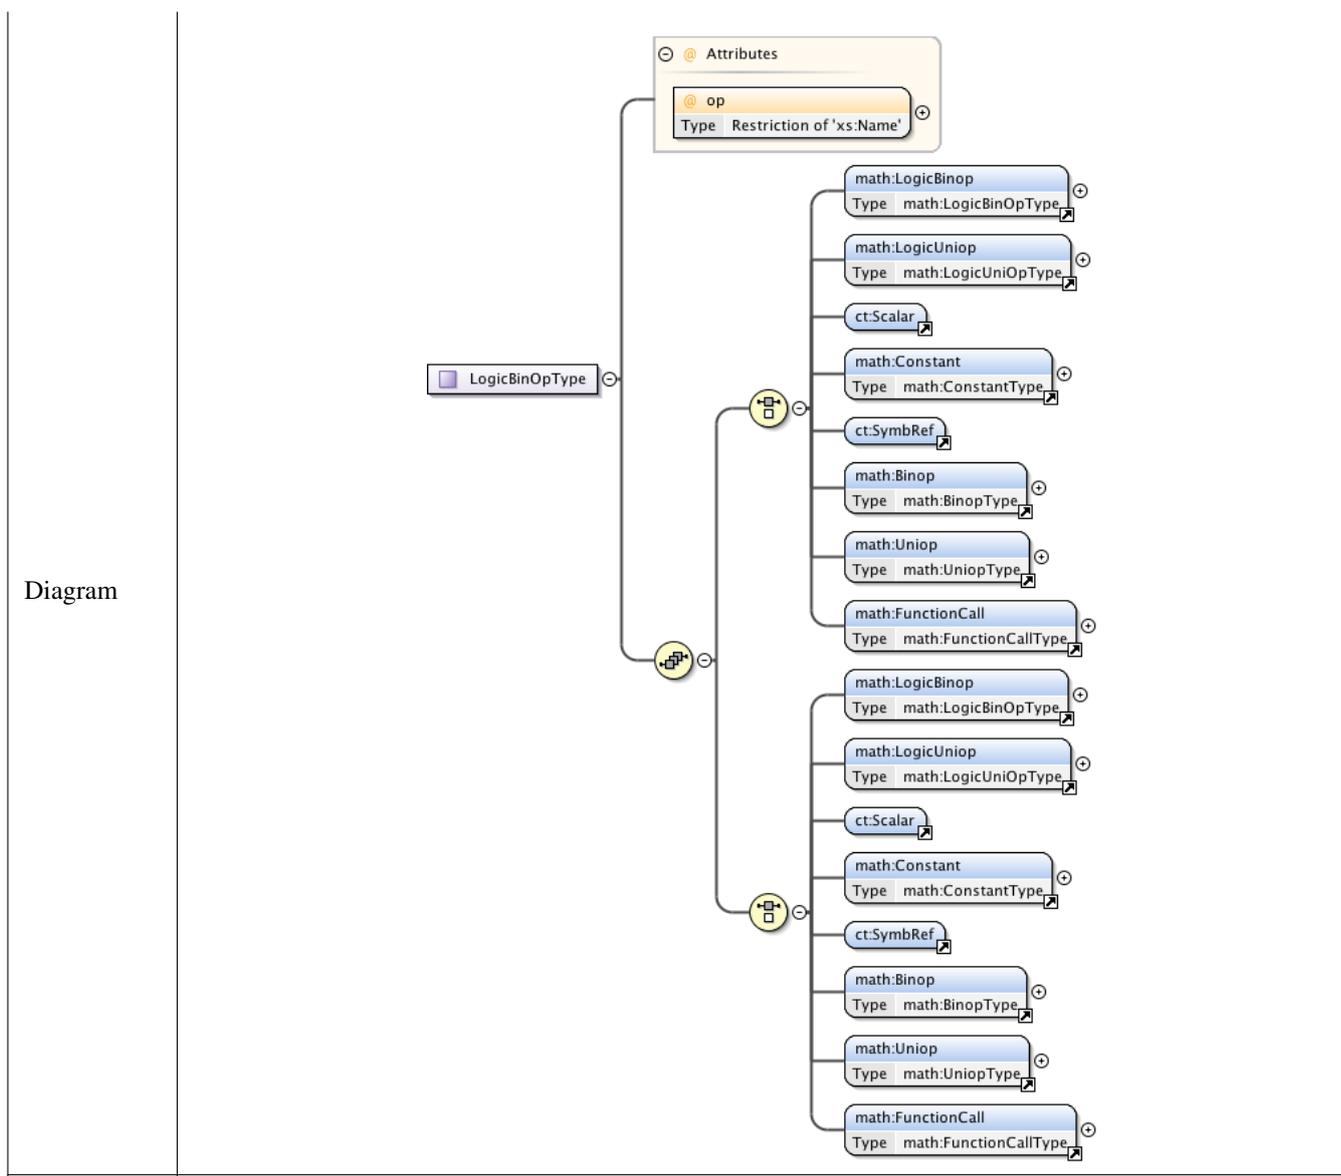 Diagram
LogicBinOpType
@ Attributes
@ op
Type Restriction of 'xs:Name'
math:LogicBinop
Type math:LogicBinOpType
math:LogicUniop
Type math:LogicUniOpType
ct:Scalar
math:Constant
Type math:ConstantType
ct:SymbRef
math:Binop
Type math:BinopType
math:Uniop
Type math:UniopType
math:FunctionCall
Type math:FunctionCallType
math:LogicBinop
Type math:LogicBinOpType
math:LogicUniop
Type math:LogicUniOpType
ct:Scalar
math:Constant
Type math:ConstantType
ct:SymbRef
math:Binop
Type math:BinopType
math:Uniop
Type math:UniopType
math:FunctionCall
Type math:FunctionCallType